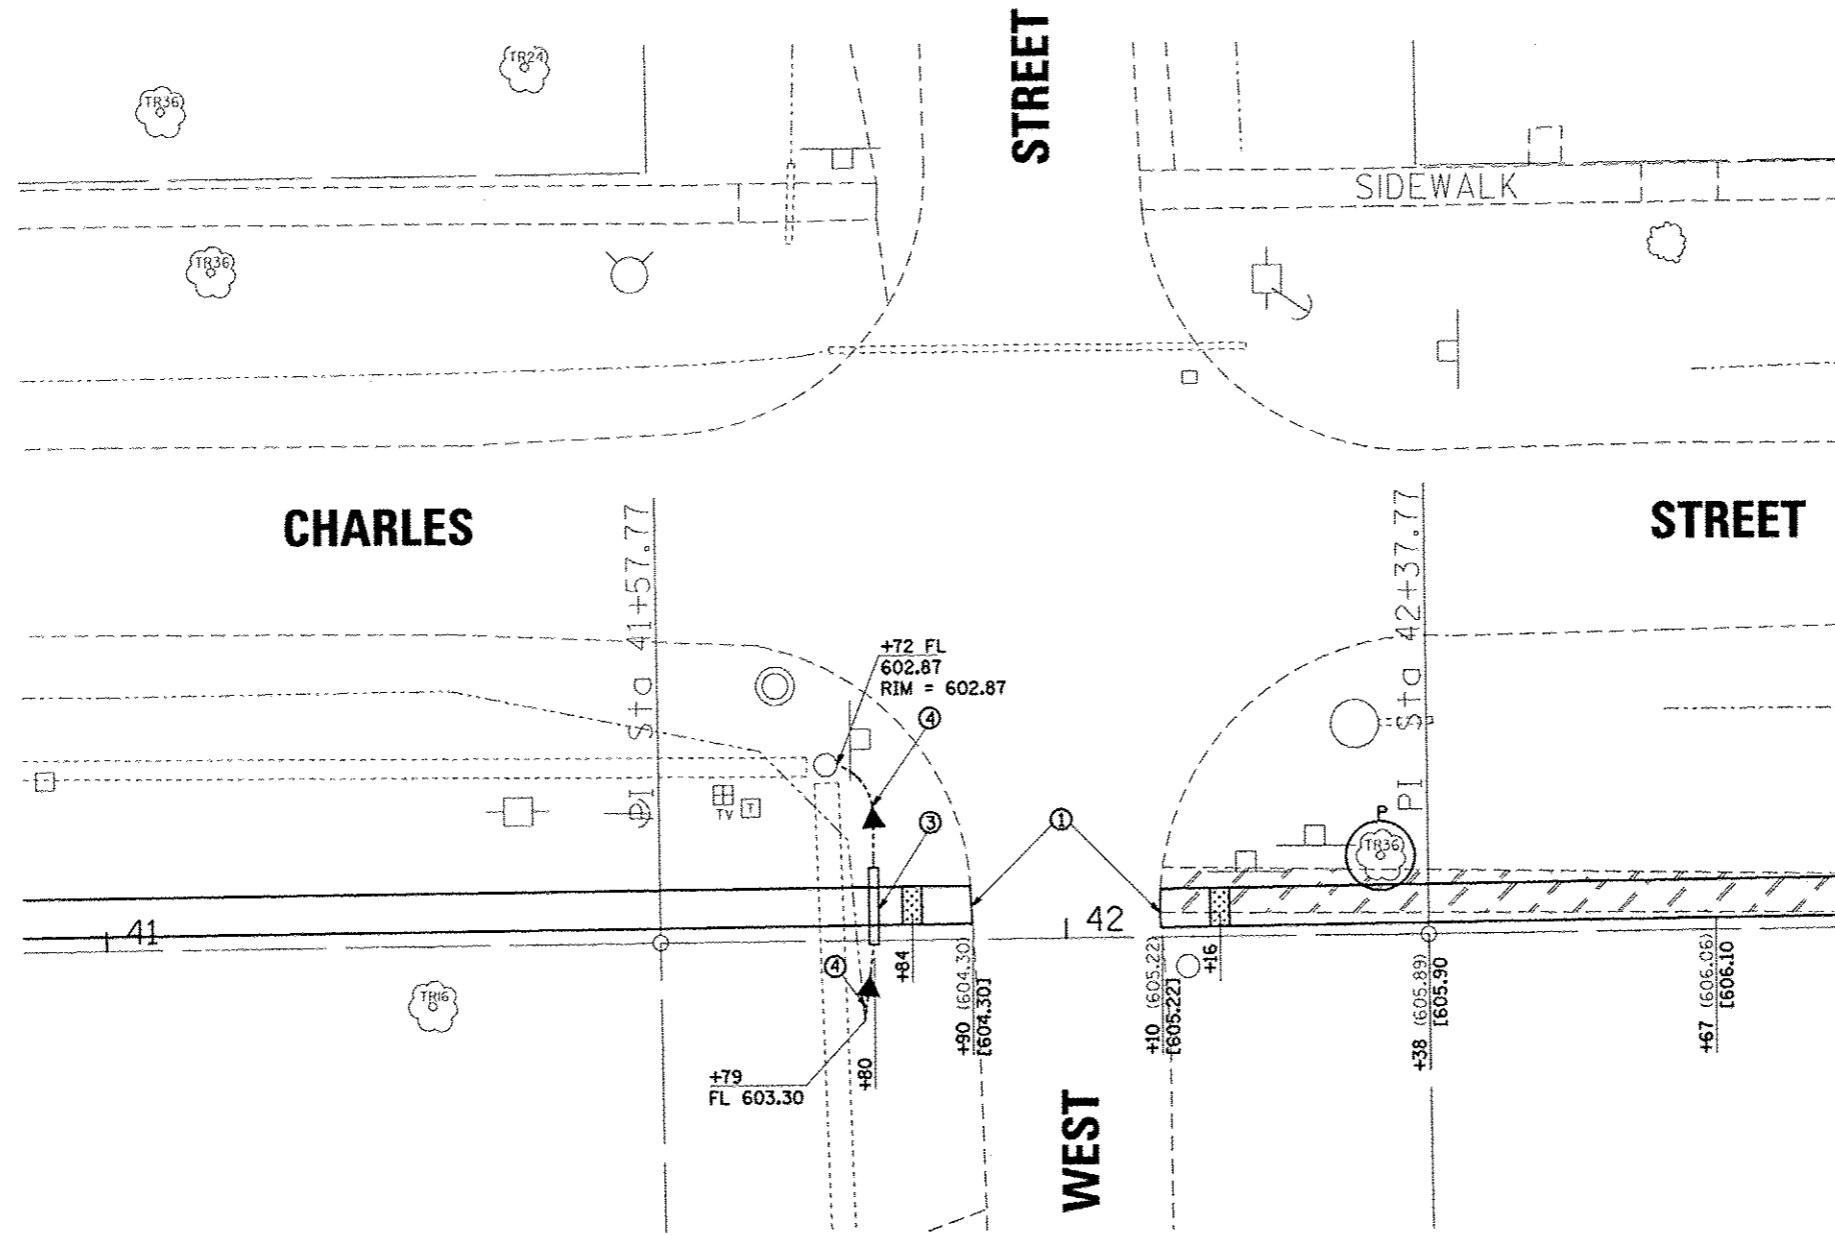 STREET
TR24
TR36
SIDEWALK
TR36
CHARLES
STREET
PI Sta 41+57.77
PI Sta 42+37.77
+72 FL
602.87
RIM = 602.87
4
3
1
TV
T
P
TR36
41
42
4
TR16
+84
+90 (604.30)
[604.30]
+10 (605.22)
[605.22]
+16
+38 (605.89)
[605.90
+67 (606.06)
[606.10
+80
+79
FL 603.30
WEST